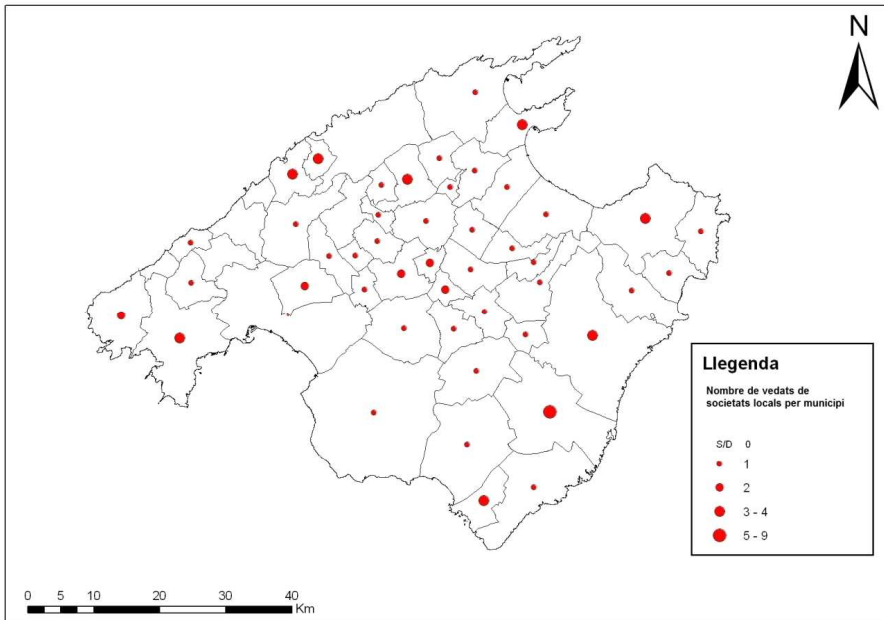 N
Llegenda
Nombre de vedats de
societats locals per municipi
S/D 0
1
2
3 - 4
5 - 9
0 5 10 20 30 40
Km